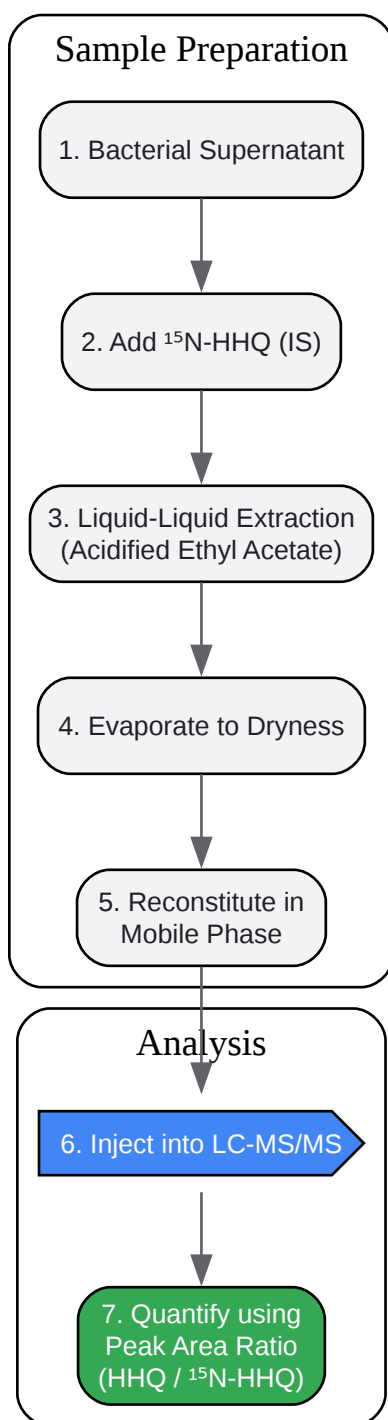 Sample Preparation
1. Bacterial Supernatant
2. Add ¹⁵N-HHQ (IS)
3. Liquid-Liquid Extraction
(Acidified Ethyl Acetate)
4. Evaporate to Dryness
5. Reconstitute in
Mobile Phase
Analysis
6. Inject into LC-MS/MS
7. Quantify using
Peak Area Ratio
(HHQ / ¹⁵N-HHQ)